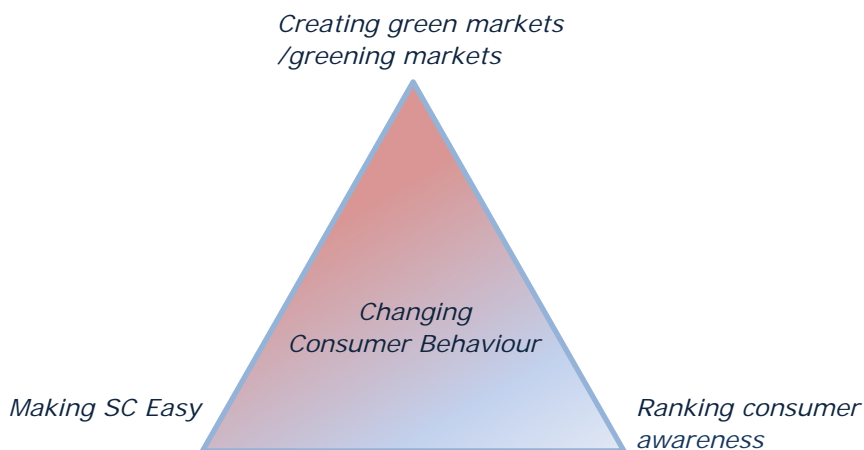 Creating green markets
/greening markets
Changing
Consumer Behaviour
Making SC Easy
Ranking consumer
awareness